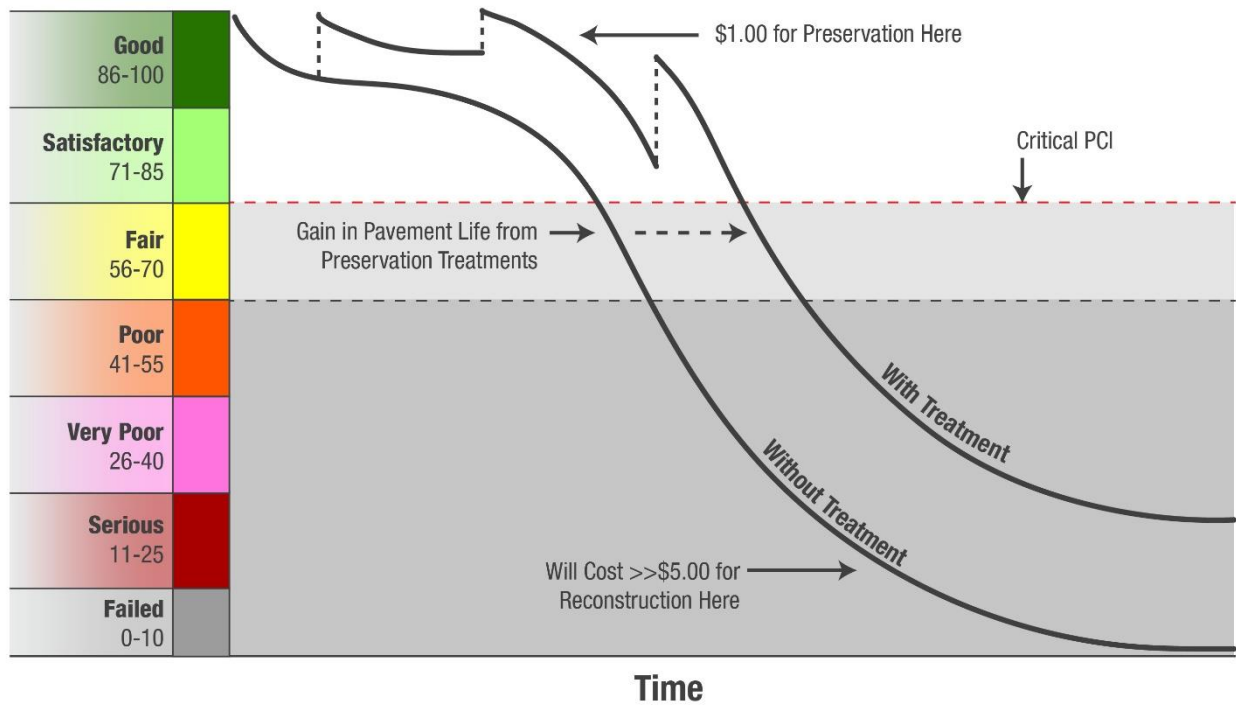 Good
86-100
Satisfactory
71-85
Fair
56-70
Poor
41-55
Very Poor
26-40
Serious
11-25
Failed
0-10
$1.00 for Preservation Here
Critical PCI
Gain in Pavement Life from
Preservation Treatments
With Treatment
Without Treatment
Will Cost >>$5.00 for
Reconstruction Here
Time